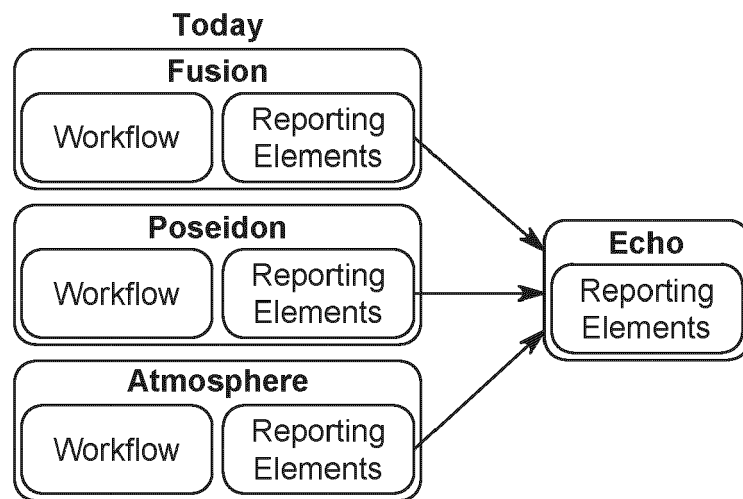 Today
Fusion
Workflow
Reporting
Elements
Poseidon
Workflow
Reporting
Elements
Atmosphere
Workflow
Reporting
Elements
Echo
Reporting
Elements